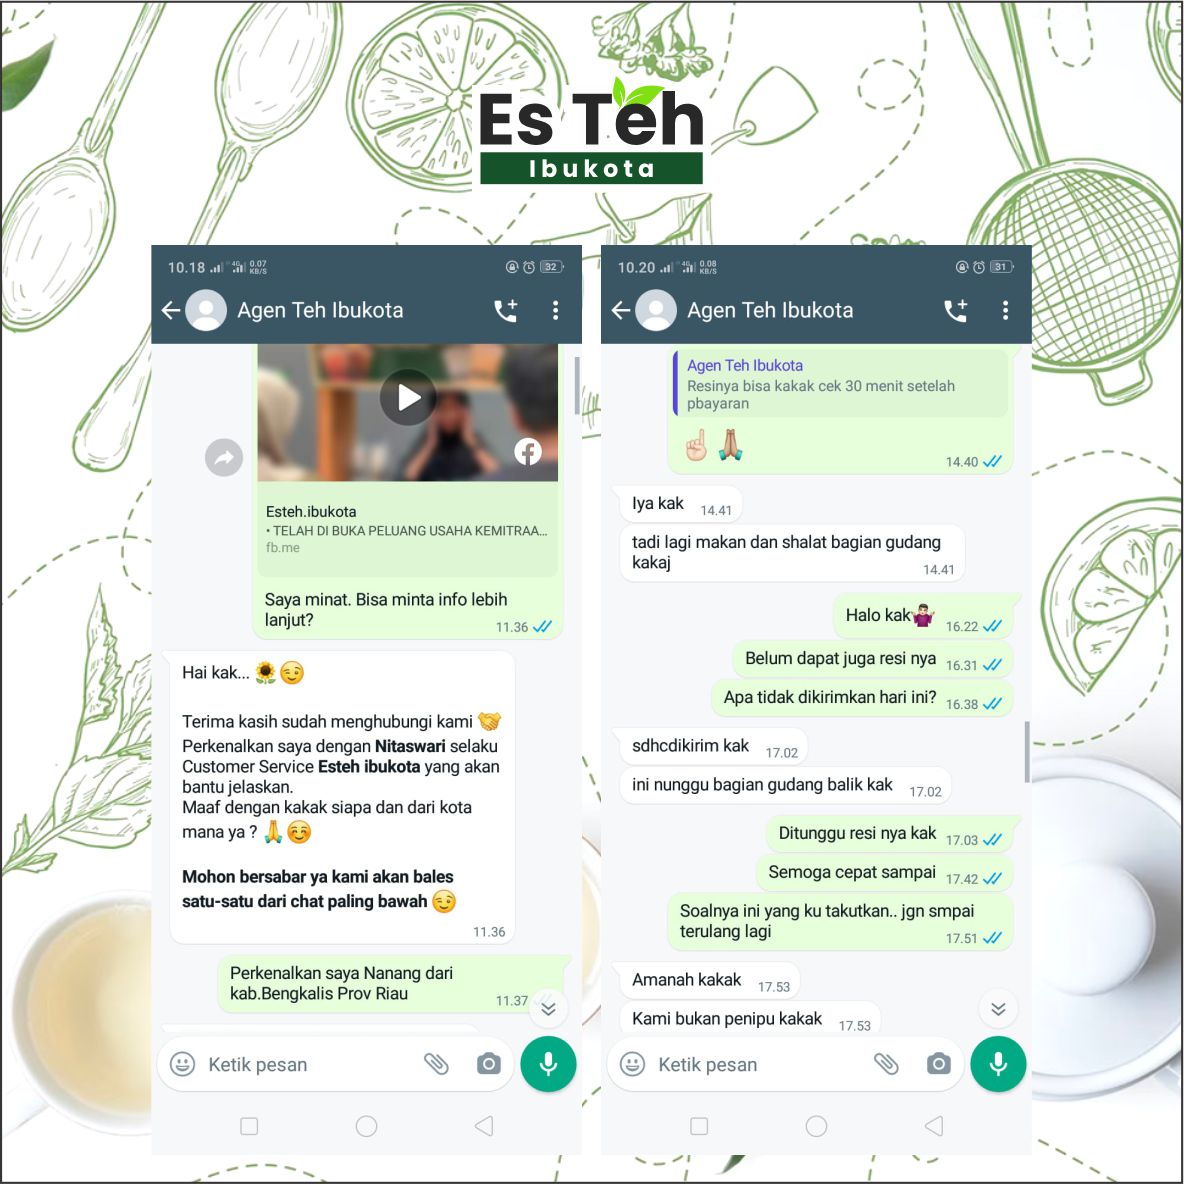 Es Teh
Ibukota
10.18 4G 0.07 KB/S 32
Agen Teh Ibukota
Esteh.ibukota
• TELAH DI BUKA PELUANG USAHA KEMITRAA...
fb.me
Saya minat. Bisa minta info lebih
lanjut?
11.36
Hai kak... 🌻😉
Terima kasih sudah menghubungi kami 🤝
Perkenalkan saya dengan Nitaswari selaku
Customer Service Esteh ibukota yang akan
bantu jelaskan.
Maaf dengan kakak siapa dan dari kota
mana ya ? 🙏☺️
Mohon bersabar ya kami akan bales
satu-satu dari chat paling bawah 😉
11.36
Perkenalkan saya Nanang dari
kab.Bengkalis Prov Riau
11.37
Ketik pesan
10.20 4G 0.08 KB/S 31
Agen Teh Ibukota
Agen Teh Ibukota
Resinya bisa kakak cek 30 menit setelah
pbayaran
☝🏻🙏🏽
14.40
Iya kak 14.41
tadi lagi makan dan shalat bagian gudang
kakaj
14.41
Halo kak🤷🏻‍♂️ 16.22
Belum dapat juga resi nya 16.31
Apa tidak dikirimkan hari ini? 16.38
sdhcdikirim kak 17.02
ini nunggu bagian gudang balik kak 17.02
Ditunggu resi nya kak 17.03
Semoga cepat sampai 17.42
Soalnya ini yang ku takutkan.. jgn smpai
terulang lagi
17.51
Amanah kakak 17.53
Kami bukan penipu kakak 17.53
Ketik pesan